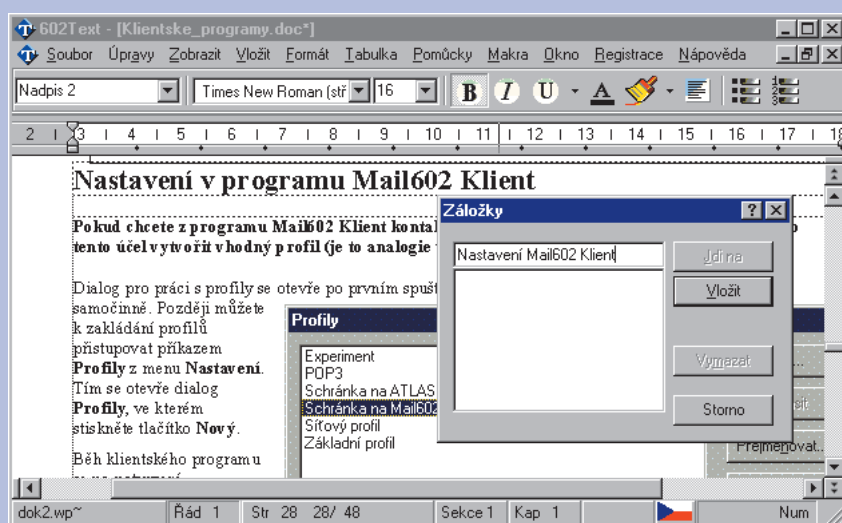 602Text - [Klientske_programy.doc*]
Soubor Úpravy Zobrazit Vložit Formát Tabulka Pomůcky Makra Okno Registrace Nápověda
Nadpis 2 Times New Roman (stř 16 B I U A
2 3 4 5 6 7 8 9 10 11 12 13 14 15 16 17 18
Nastavení v programu Mail602 Klient
Pokud chcete z programu Mail602 Klient
tento účel vytvořit vhodný profil (je to analogie
Dialog pro práci s profily se otevře po prvním
samočinně. Později můžete
k zakládání profilů
přistupovat příkazem
Profily z menu Nastavení.
Tím se otevře dialog
Profily, ve kterém
stiskněte tlačítko Nový.
Běh klientského programu
Profily
Experiment
POP3
Schránka na ATLAS
Schránka na Mail602
Síťový profil
Základní profil
Přejmenovat...
Záložky
Nastavení Mail602 Klient
Jdi na
Vložit
Vymazat
Storno
dok2.wp~ Řád 1 Str 28 28/ 48 Sekce 1 Kap 1 Num